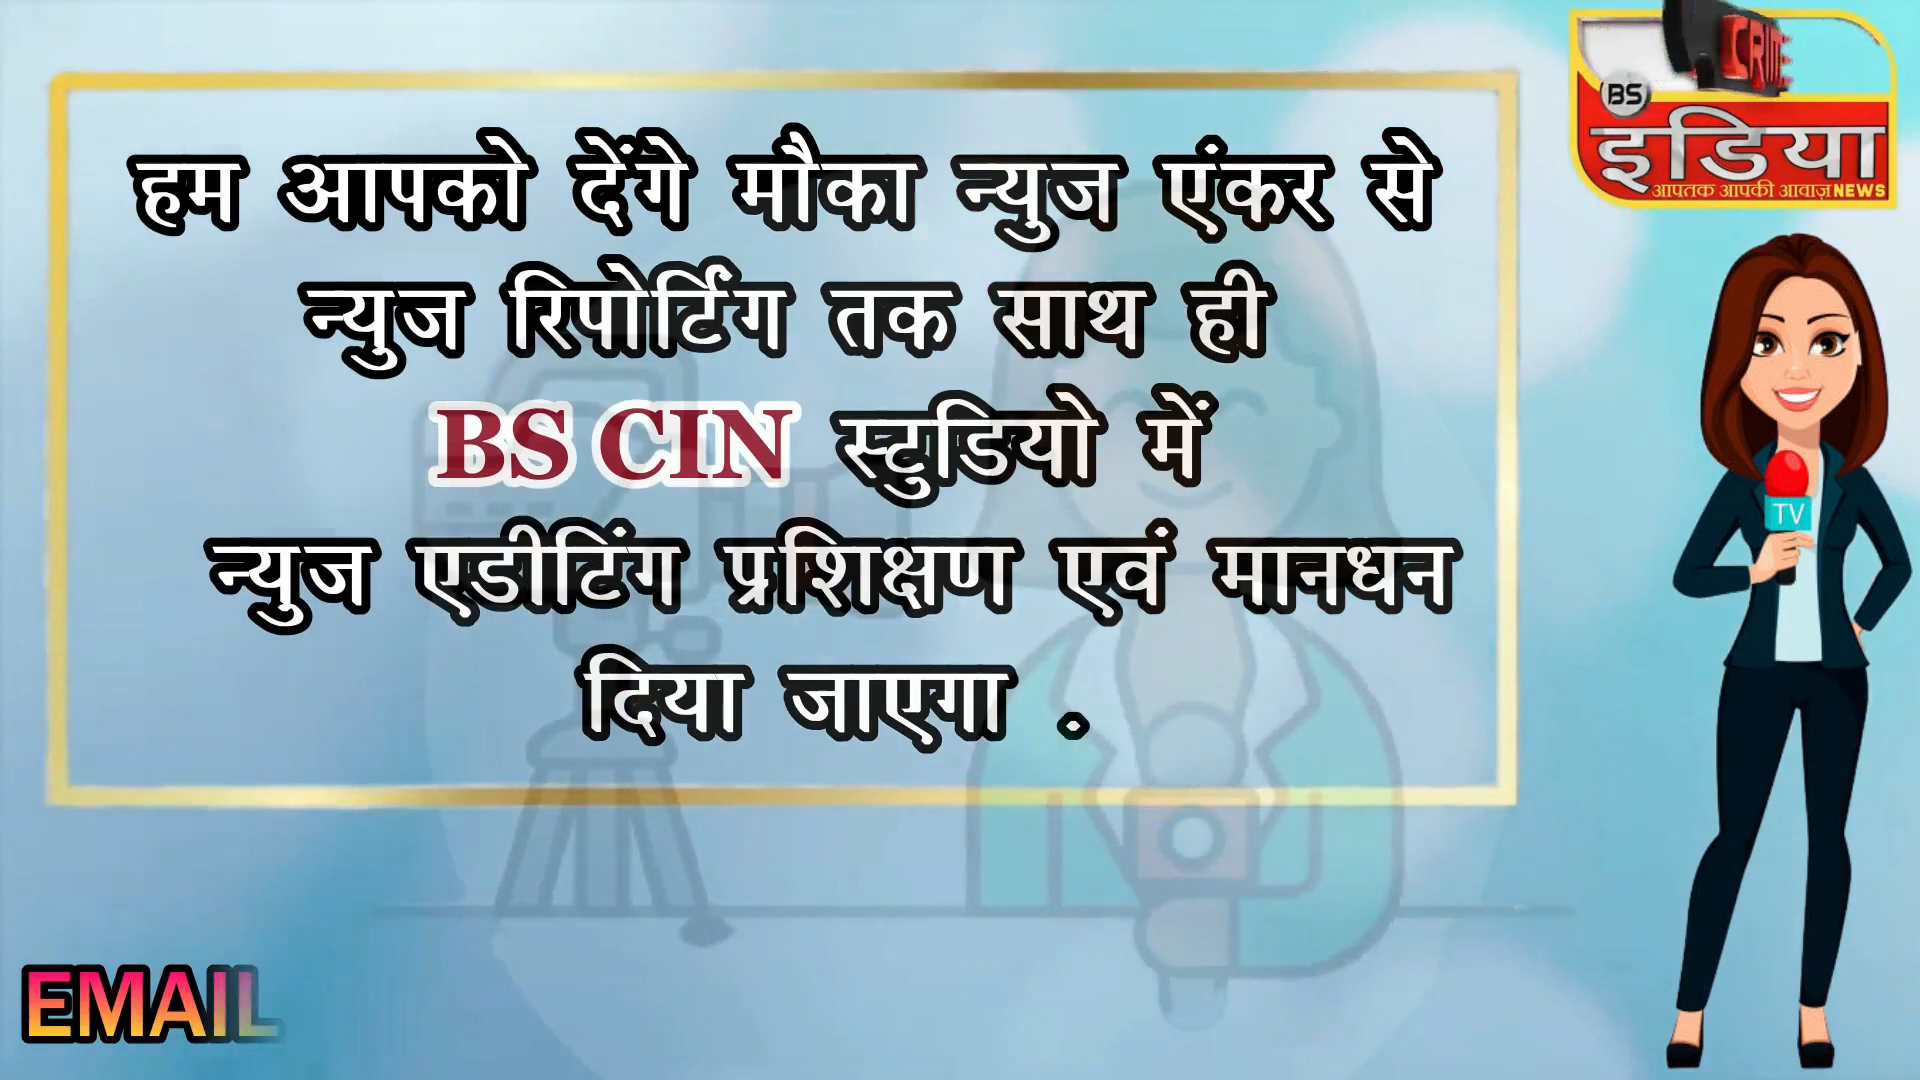 CRIME
BS
इंडिया
आपतक आपकी आवाज़ NEWS
हम आपको देंगे मौका न्युज एंकर से
न्युज रिपोर्टिंग तक साथ ही
BS CIN स्टुडियो में
न्युज एडीटिंग प्रशिक्षण एवं मानधन
दिया जाएगा .
TV
EMAIL